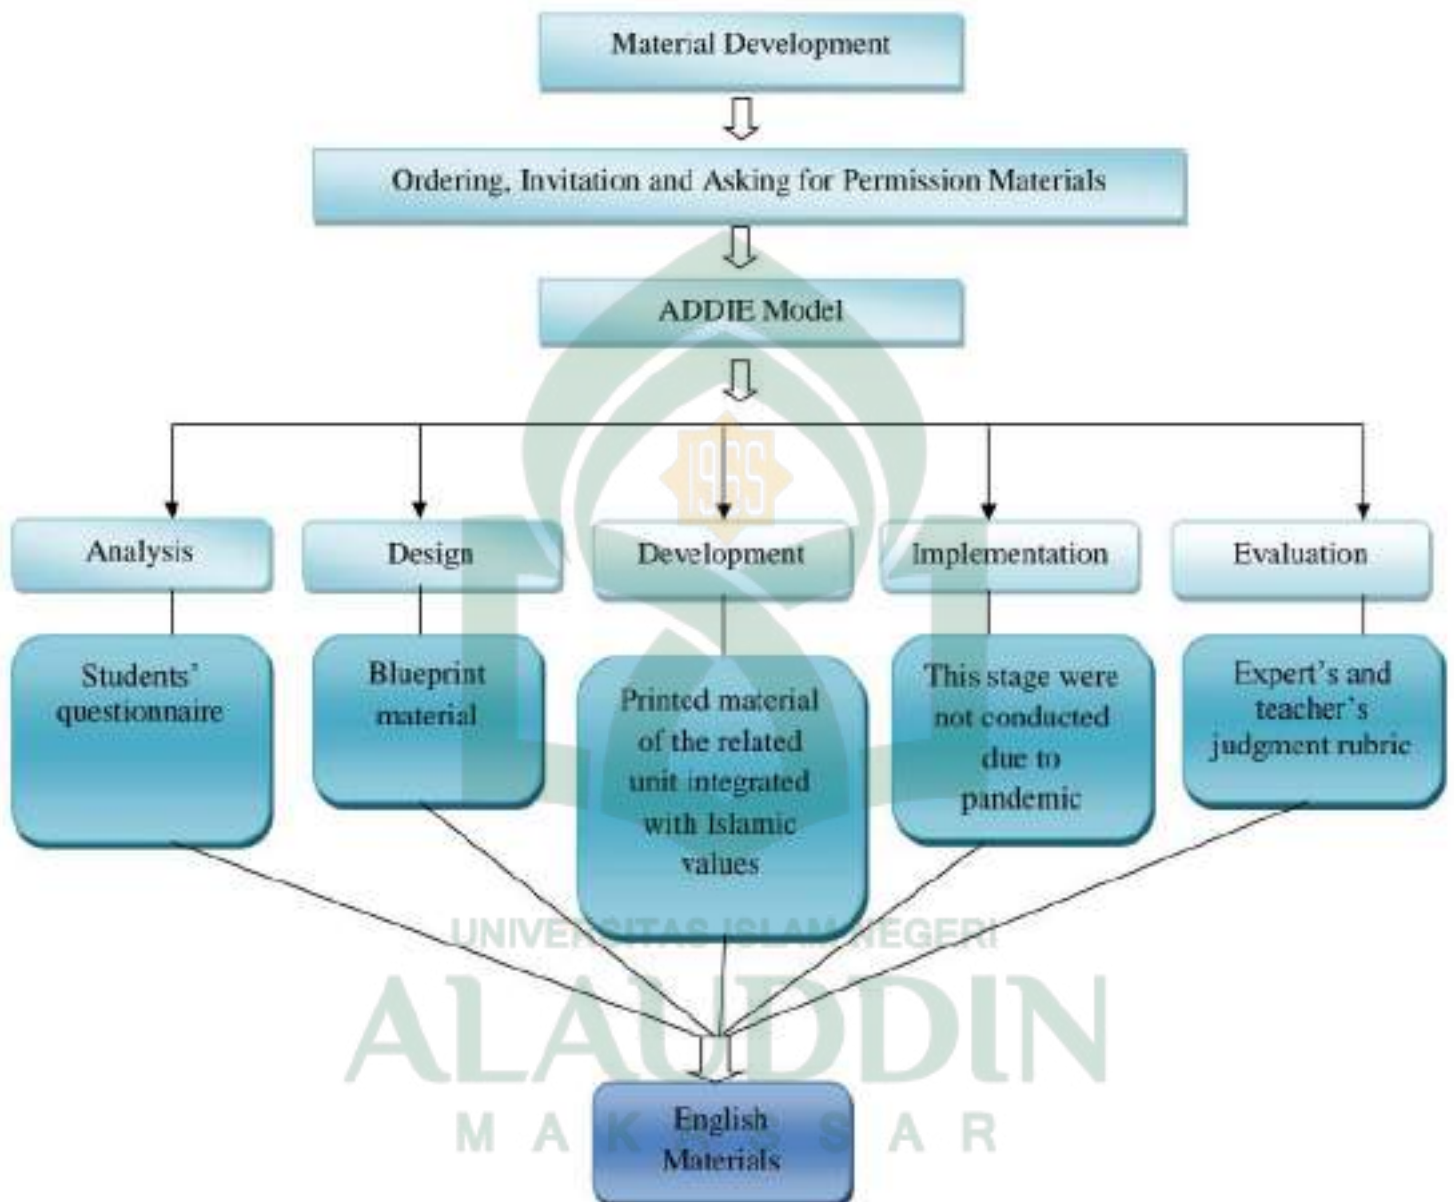 Material Development
Ordering, Invitation and Asking for Permission Materials
ADDIE Model
1965
Analysis
Design
Development
Implementation
Evaluation
Students'
questionnaire
Blueprint
material
Printed material
of the related
unit integrated
with Islamic
values
This stage were
not conducted
due to
pandemic
Expert's and
teacher's
judgment rubric
UNIVERSITAS ISLAM NEGERI
ALAUDDIN
MAKASSAR
English
Materials